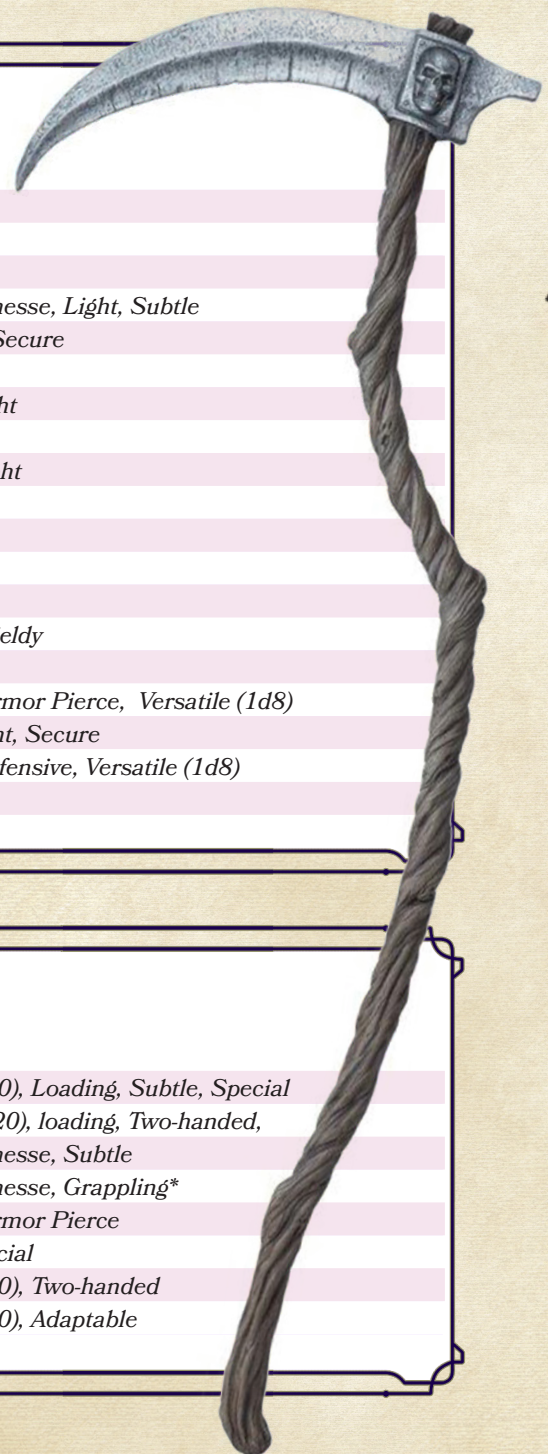 nesse, Light, Subtle
Secure
ht
ght
eldy
rmor Pierce, Versatile (1d8)
ht, Secure
fensive, Versatile (1d8)
0), Loading, Subtle, Special
20), loading, Two-handed,
nesse, Subtle
nesse, Grappling*
rmor Pierce
cial
0), Two-handed
0), Adaptable